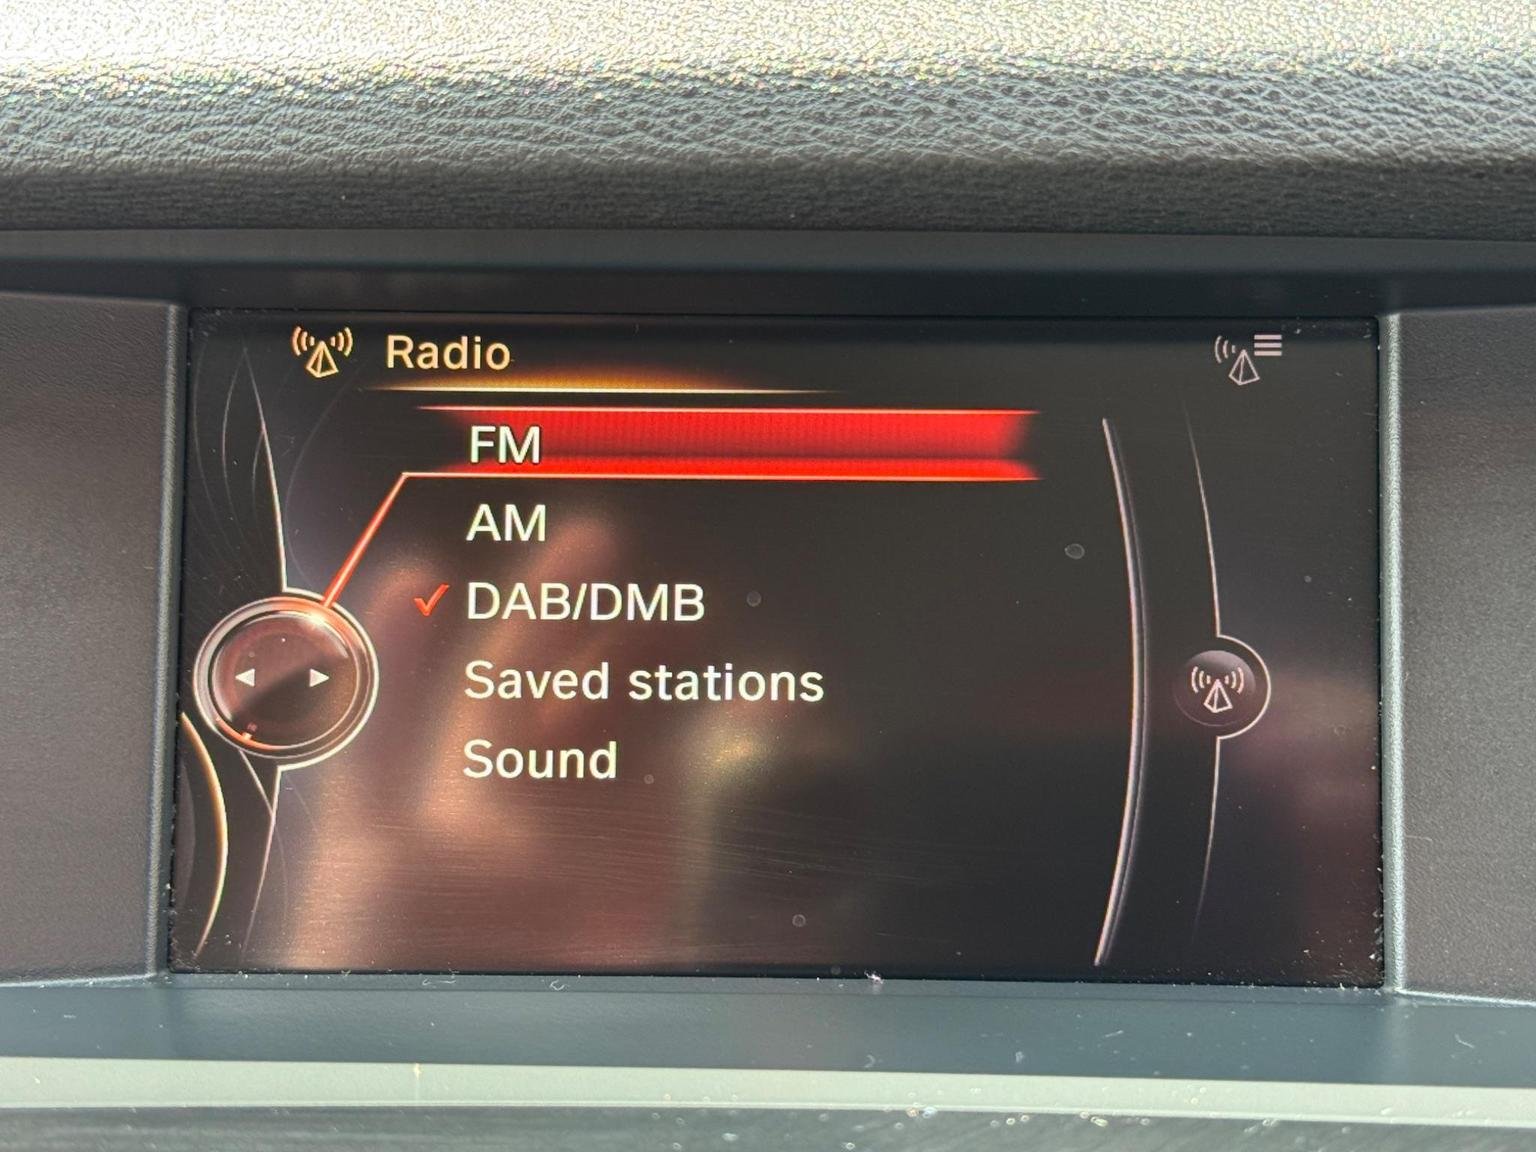 Radio
FM
AM
DAB/DMB
Saved stations
Sound